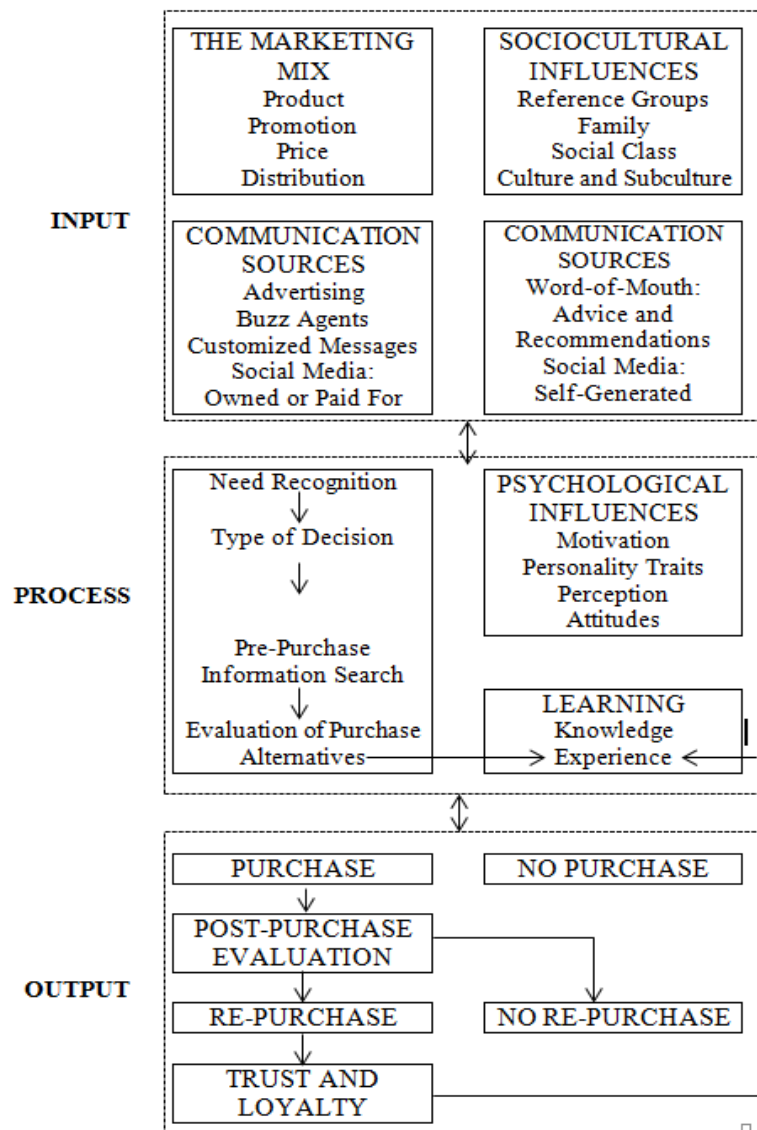 INPUT
THE MARKETING
MIX
Product
Promotion
Price
Distribution
SOCIOCULTURAL
INFLUENCES
Reference Groups
Family
Social Class
Culture and Subculture
COMMUNICATION
SOURCES
Advertising
Buzz Agents
Customized Messages
Social Media:
Owned or Paid For
COMMUNICATION
SOURCES
Word-of-Mouth:
Advice and
Recommendations
Social Media:
Self-Generated
PROCESS
Need Recognition
Type of Decision
Pre-Purchase
Information Search
Evaluation of Purchase
Alternatives
PSYCHOLOGICAL
INFLUENCES
Motivation
Personality Traits
Perception
Attitudes
LEARNING
Knowledge
Experience
OUTPUT
PURCHASE
NO PURCHASE
POST-PURCHASE
EVALUATION
RE-PURCHASE
NO RE-PURCHASE
TRUST AND
LOYALTY